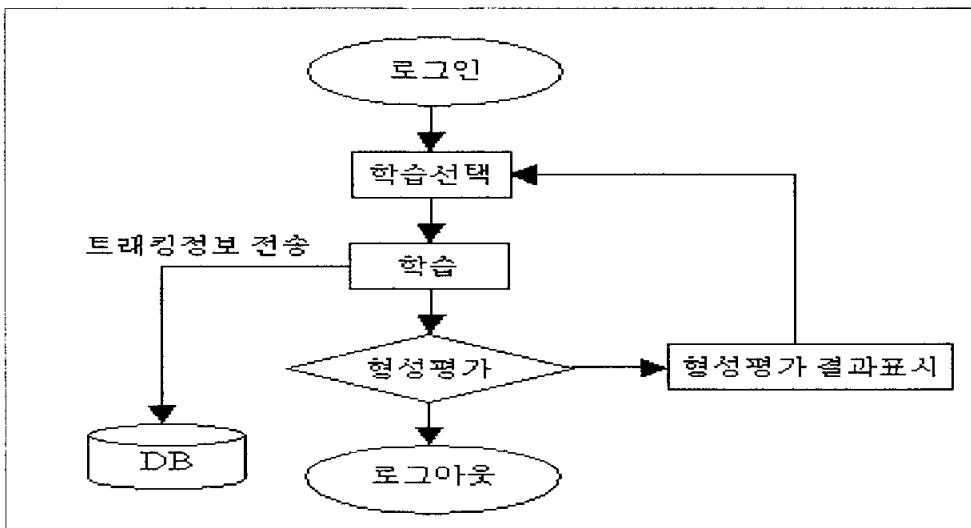 로그인
학습선택
트래킹정보 전송
학습
형성평가
형성평가 결과표시
DB
로그아웃